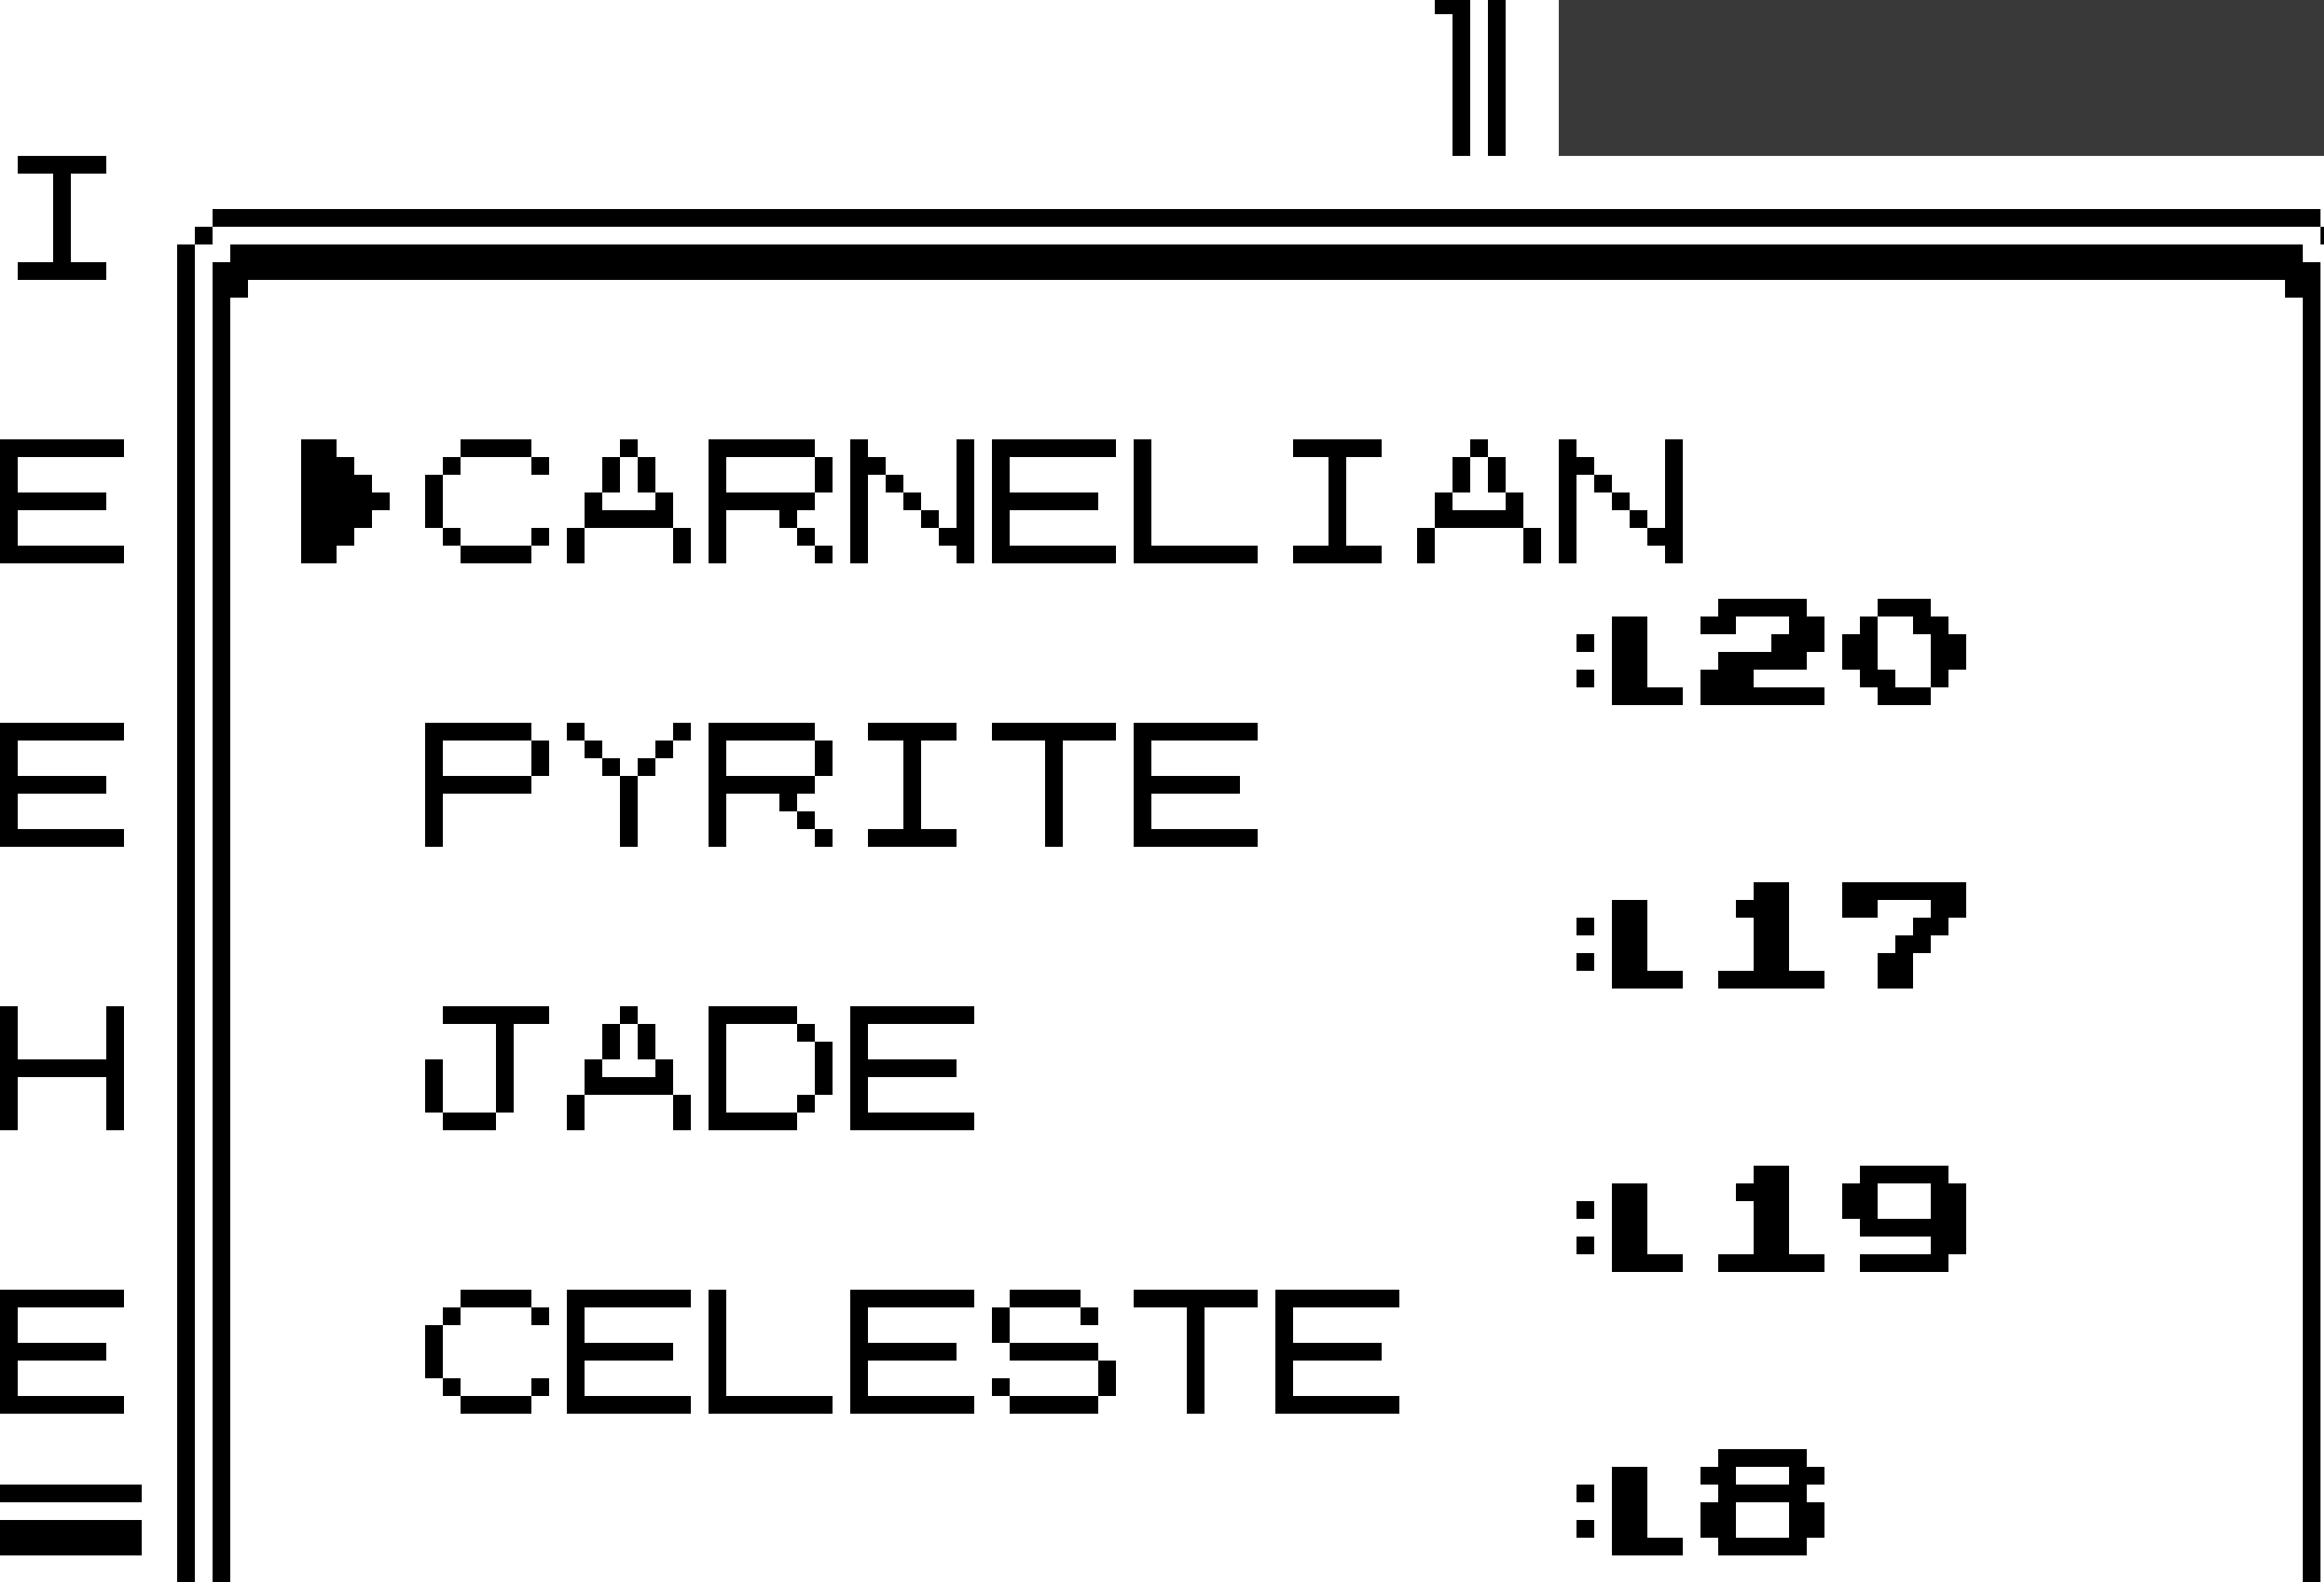 I
E ▶CARNELIAN
:L20
E PYRITE
:L17
H JADE
:L19
E CELESTE
:L8